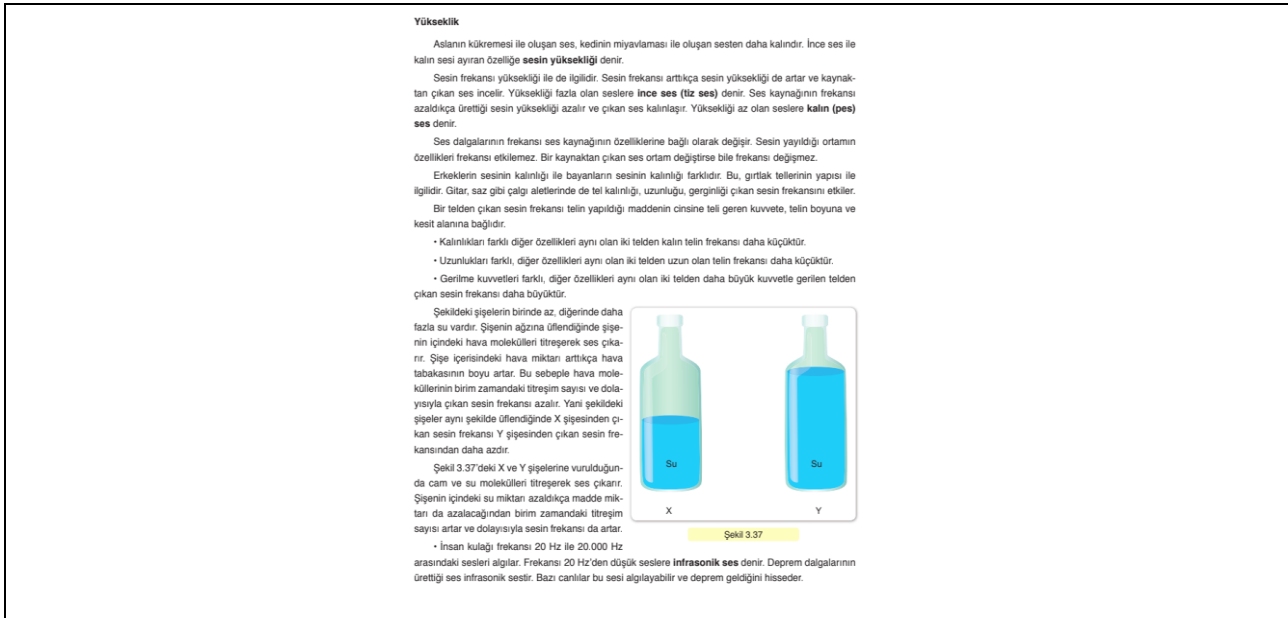 Yükseklik
Aslanın kükremesi ile oluşan ses, kedinin miyavlaması ile oluşan sesten daha kalındır. İnce ses ile
kalın sesi ayıran özelliğe sesin yüksekliği denir.
Sesin frekansı yüksekliği ile de ilgilidir. Sesin frekansı arttıkça sesin yüksekliği de artar ve kaynak-
tan çıkan ses incelir. Yüksekliği fazla olan seslere ince ses (tiz ses) denir. Ses kaynağının frekansı
azaldıkça ürettiği sesin yüksekliği azalır ve çıkan ses kalınlaşır. Yüksekliği az olan seslere kalın (pes)
ses denir.
Ses dalgalarının frekansı ses kaynağının özelliklerine bağlı olarak değişir. Sesin yayıldığı ortamın
özellikleri frekansı etkilemez. Bir kaynaktan çıkan ses ortam değiştirse bile frekansı değişmez.
Erkeklerin sesinin kalınlığı ile bayanların sesinin kalınlığı farklıdır. Bu, gırtlak tellerinin yapısı ile
ilgilidir. Gitar, saz gibi çalgı aletlerinde de tel kalınlığı, uzunluğu, gerginliği çıkan sesin frekansını etkiler.
Bir telden çıkan sesin frekansı telin yapıldığı maddenin cinsine teli geren kuvvete, telin boyuna ve
kesit alanına bağlıdır.
• Kalınlıkları farklı diğer özellikleri aynı olan iki telden kalın telin frekansı daha küçüktür.
• Uzunlukları farklı, diğer özellikleri aynı olan iki telden uzun olan telin frekansı daha küçüktür.
• Gerilme kuvvetleri farklı, diğer özellikleri aynı olan iki telden daha büyük kuvvetle gerilen telden
çıkan sesin frekansı daha büyüktür.
Şekildeki şişelerin birinde az, diğerinde daha
fazla su vardır. Şişenin ağzına üflendiğinde şişe-
nin içindeki hava molekülleri titreşerek ses çıka-
rır. Şişe içerisindeki hava miktarı arttıkça hava
tabakasının boyu artar. Bu sebeple hava mole-
küllerinin birim zamandaki titreşim sayısı ve dola-
yısıyla çıkan sesin frekansı azalır. Yani şekildeki
şişeler aynı şekilde üflendiğinde X şişesinden çı-
kan sesin frekansı Y şişesinden çıkan sesin fre-
kansından daha azdır.
Şekil 3.37'deki X ve Y şişelerine vurulduğun-
da cam ve su molekülleri titreşerek ses çıkarır.
Şişenin içindeki su miktarı azaldıkça madde mik-
tarı da azalacağından birim zamandaki titreşim
sayısı artar ve dolayısıyla sesin frekansı da artar.
Su
Su
X
Y
Şekil 3.37
• İnsan kulağı frekansı 20 Hz ile 20.000 Hz
arasındaki sesleri algılar. Frekansı 20 Hz'den düşük seslere infrasonik ses denir. Deprem dalgalarının
ürettiği ses infrasonik sestir. Bazı canlılar bu sesi algılayabilir ve deprem geldiğini hisseder.